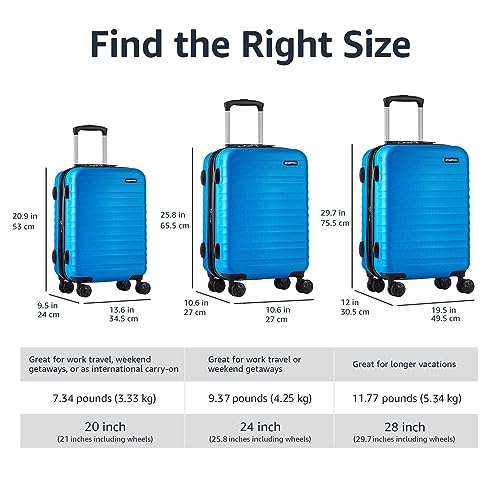 Find the Right Size
20.9 in
53 cm
9.5 in
24 cm
13.6 in
34.5 cm
25.8 in
65.5 cm
10.6 in
27 cm
10.6 in
27 cm
29.7 in
75.5 cm
12 in
30.5 cm
19.5 in
49.5 cm
Great for work travel, weekend
getaways, or as international carry-on
Great for work travel or
weekend getaways
Great for longer vacations
7.34 pounds (3.33 kg)
9.37 pounds (4.25 kg)
11.77 pounds (5.34 kg)
20 inch
(21 inches including wheels)
24 inch
(25.8 inches including wheels)
28 inch
(29.7 inches including wheels)